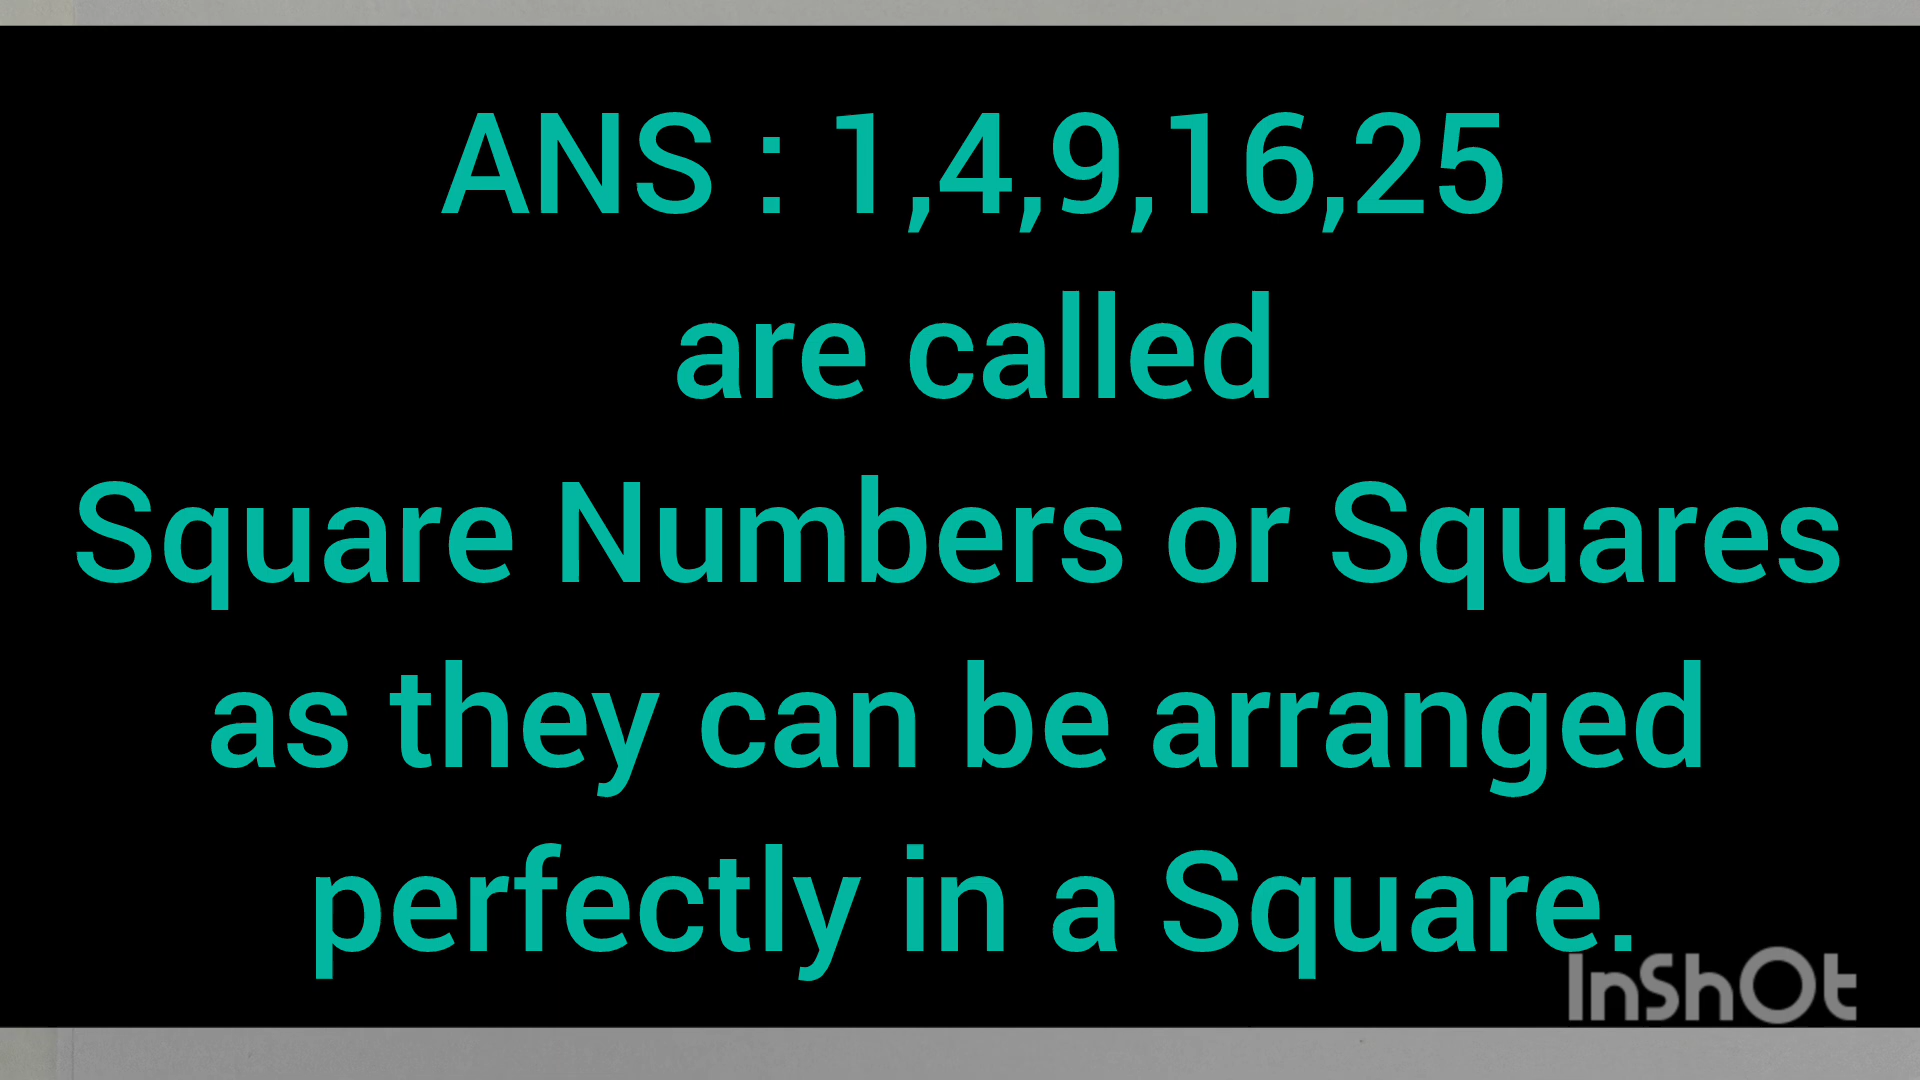 ANS : 1,4,9,16,25
are called
Square Numbers or Squares
as they can be arranged
perfectly in a Square.
InShOt